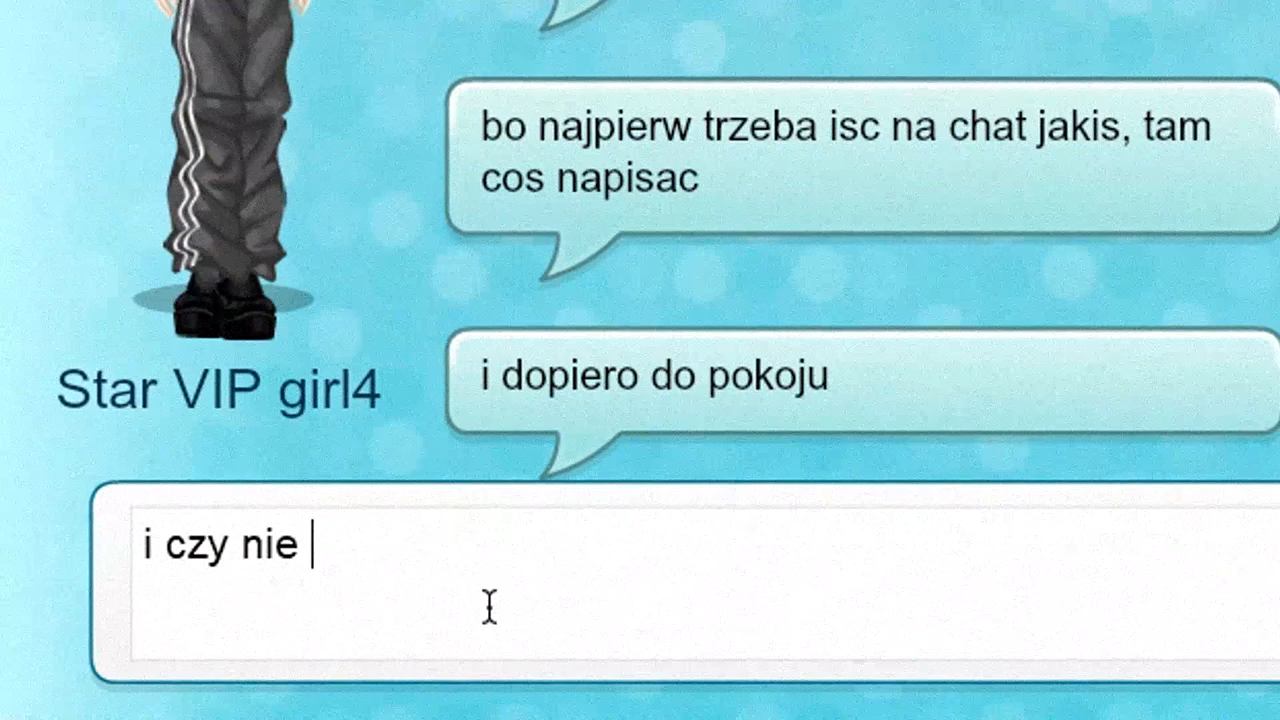 bo najpierw trzeba isc na chat jakis, tam
cos napisac
i dopiero do pokoju
Star VIP girl4
i czy nie